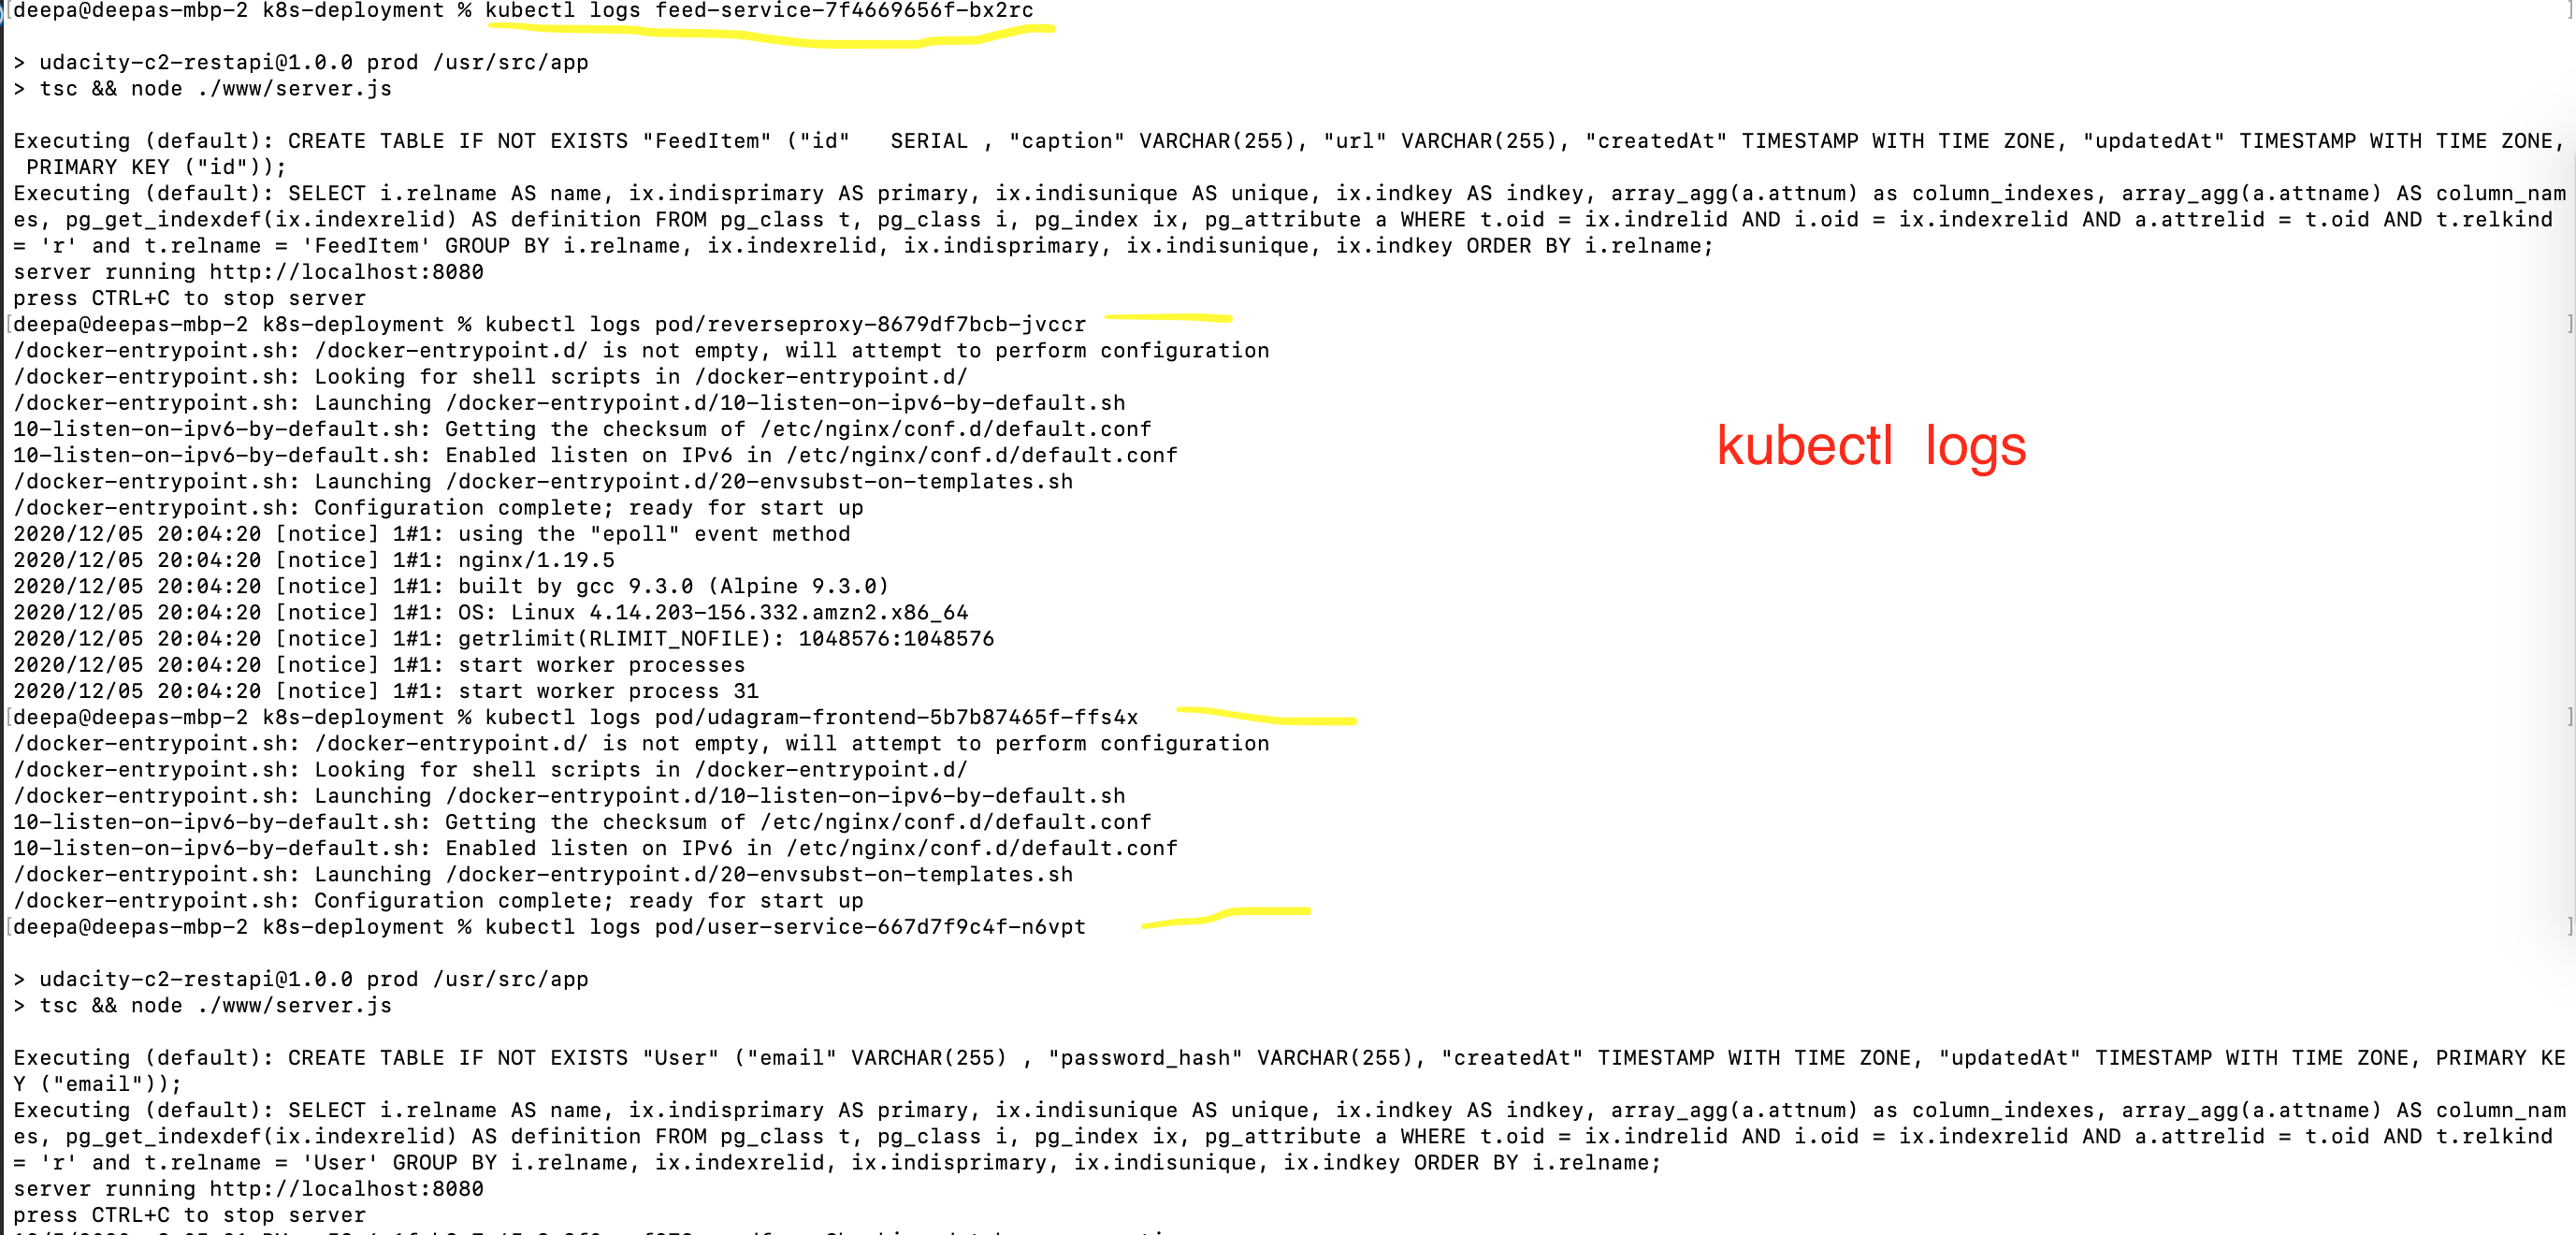 [deepa@deepas-mbp-2 k8s-deployment % kubectl logs feed-service-7f4669656f-bx2rc ]
> udacity-c2-restapi@1.0.0 prod /usr/src/app
> tsc && node ./www/server.js
Executing (default): CREATE TABLE IF NOT EXISTS "FeedItem" ("id"   SERIAL , "caption" VARCHAR(255), "url" VARCHAR(255), "createdAt" TIMESTAMP WITH TIME ZONE, "updatedAt" TIMESTAMP WITH TIME ZONE,
 PRIMARY KEY ("id"));
Executing (default): SELECT i.relname AS name, ix.indisprimary AS primary, ix.indisunique AS unique, ix.indkey AS indkey, array_agg(a.attnum) as column_indexes, array_agg(a.attname) AS column_nam
es, pg_get_indexdef(ix.indexrelid) AS definition FROM pg_class t, pg_class i, pg_index ix, pg_attribute a WHERE t.oid = ix.indrelid AND i.oid = ix.indexrelid AND a.attrelid = t.oid AND t.relkind
= 'r' and t.relname = 'FeedItem' GROUP BY i.relname, ix.indexrelid, ix.indisprimary, ix.indisunique, ix.indkey ORDER BY i.relname;
server running http://localhost:8080
press CTRL+C to stop server
[deepa@deepas-mbp-2 k8s-deployment % kubectl logs pod/reverseproxy-8679df7bcb-jvccr ]
/docker-entrypoint.sh: /docker-entrypoint.d/ is not empty, will attempt to perform configuration
/docker-entrypoint.sh: Looking for shell scripts in /docker-entrypoint.d/
/docker-entrypoint.sh: Launching /docker-entrypoint.d/10-listen-on-ipv6-by-default.sh
10-listen-on-ipv6-by-default.sh: Getting the checksum of /etc/nginx/conf.d/default.conf
kubectl logs
10-listen-on-ipv6-by-default.sh: Enabled listen on IPv6 in /etc/nginx/conf.d/default.conf
/docker-entrypoint.sh: Launching /docker-entrypoint.d/20-envsubst-on-templates.sh
/docker-entrypoint.sh: Configuration complete; ready for start up
2020/12/05 20:04:20 [notice] 1#1: using the "epoll" event method
2020/12/05 20:04:20 [notice] 1#1: nginx/1.19.5
2020/12/05 20:04:20 [notice] 1#1: built by gcc 9.3.0 (Alpine 9.3.0)
2020/12/05 20:04:20 [notice] 1#1: OS: Linux 4.14.203-156.332.amzn2.x86_64
2020/12/05 20:04:20 [notice] 1#1: getrlimit(RLIMIT_NOFILE): 1048576:1048576
2020/12/05 20:04:20 [notice] 1#1: start worker processes
2020/12/05 20:04:20 [notice] 1#1: start worker process 31
[deepa@deepas-mbp-2 k8s-deployment % kubectl logs pod/udagram-frontend-5b7b87465f-ffs4x ]
/docker-entrypoint.sh: /docker-entrypoint.d/ is not empty, will attempt to perform configuration
/docker-entrypoint.sh: Looking for shell scripts in /docker-entrypoint.d/
/docker-entrypoint.sh: Launching /docker-entrypoint.d/10-listen-on-ipv6-by-default.sh
10-listen-on-ipv6-by-default.sh: Getting the checksum of /etc/nginx/conf.d/default.conf
10-listen-on-ipv6-by-default.sh: Enabled listen on IPv6 in /etc/nginx/conf.d/default.conf
/docker-entrypoint.sh: Launching /docker-entrypoint.d/20-envsubst-on-templates.sh
/docker-entrypoint.sh: Configuration complete; ready for start up
[deepa@deepas-mbp-2 k8s-deployment % kubectl logs pod/user-service-667d7f9c4f-n6vpt ]
> udacity-c2-restapi@1.0.0 prod /usr/src/app
> tsc && node ./www/server.js
Executing (default): CREATE TABLE IF NOT EXISTS "User" ("email" VARCHAR(255) , "password_hash" VARCHAR(255), "createdAt" TIMESTAMP WITH TIME ZONE, "updatedAt" TIMESTAMP WITH TIME ZONE, PRIMARY KE
Y ("email"));
Executing (default): SELECT i.relname AS name, ix.indisprimary AS primary, ix.indisunique AS unique, ix.indkey AS indkey, array_agg(a.attnum) as column_indexes, array_agg(a.attname) AS column_nam
es, pg_get_indexdef(ix.indexrelid) AS definition FROM pg_class t, pg_class i, pg_index ix, pg_attribute a WHERE t.oid = ix.indrelid AND i.oid = ix.indexrelid AND a.attrelid = t.oid AND t.relkind
= 'r' and t.relname = 'User' GROUP BY i.relname, ix.indexrelid, ix.indisprimary, ix.indisunique, ix.indkey ORDER BY i.relname;
server running http://localhost:8080
press CTRL+C to stop server